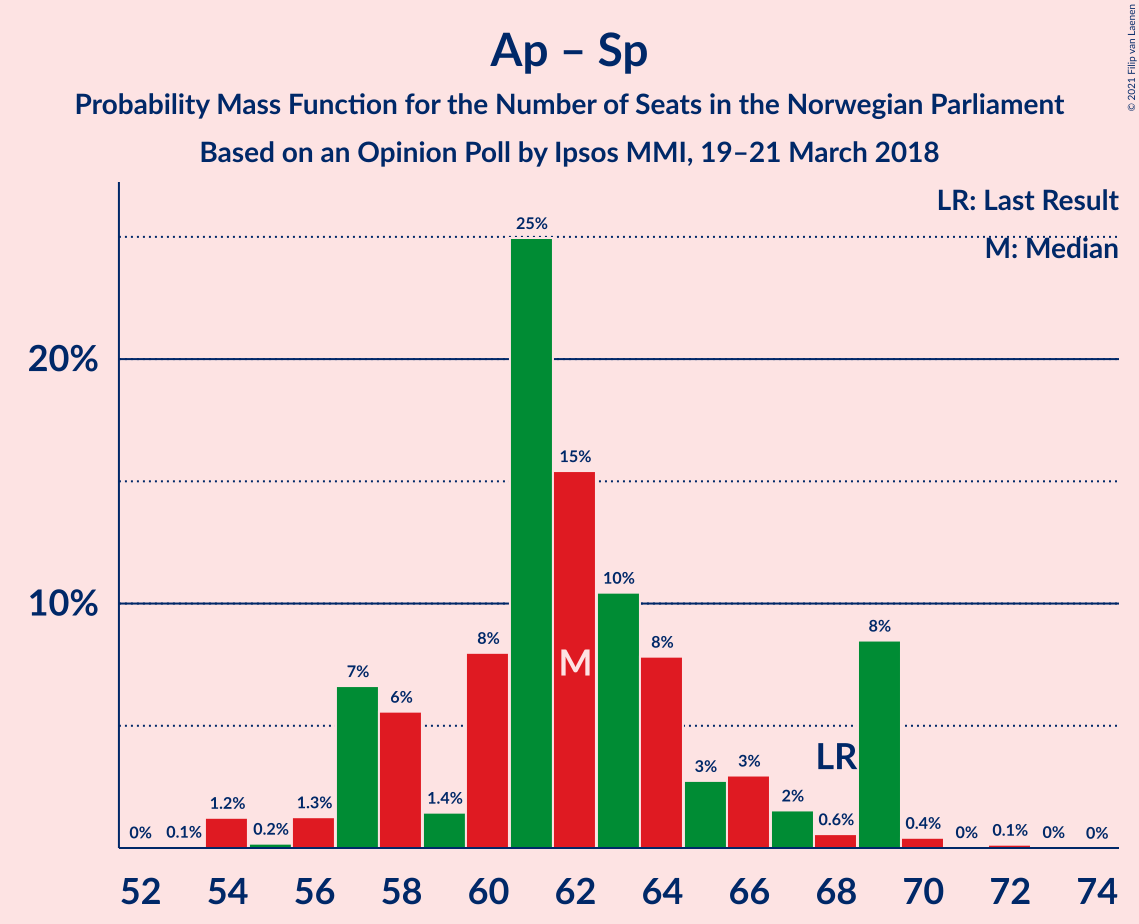 © 2021 Filip van Laenen
Ap – Sp
Probability Mass Function for the Number of Seats in the Norwegian Parliament
Based on an Opinion Poll by Ipsos MMI, 19–21 March 2018
LR: Last Result
M: Median
20%
10%
0%
0.1%
1.2%
0.2%
1.3%
7%
6%
1.4%
8%
25%
15%
10%
8%
3%
3%
2%
0.6%
8%
0.4%
0%
0.1%
0%
0%
M
LR
52 54 56 58 60 62 64 66 68 70 72 74